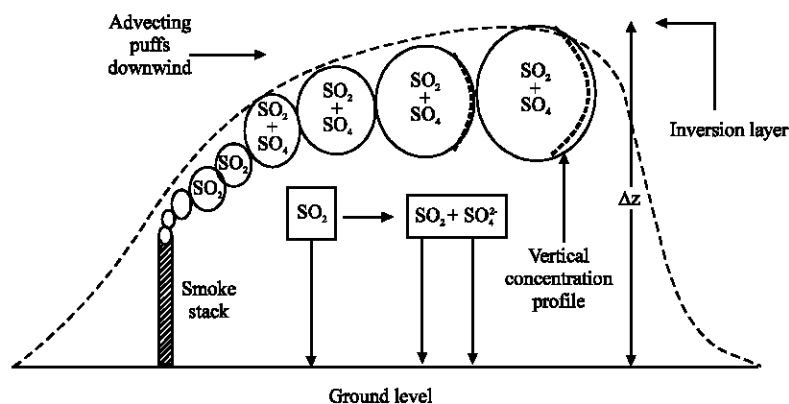 Advecting
puffs
downwind
SO₂
+
SO₄
SO₂
+
SO₄
SO₂
+
SO₄
SO₂
+
SO₄
SO₂
SO₂
Inversion layer
SO₂
SO₂ + SO₄²⁻
Δz
Smoke
stack
Vertical
concentration
profile
Ground level